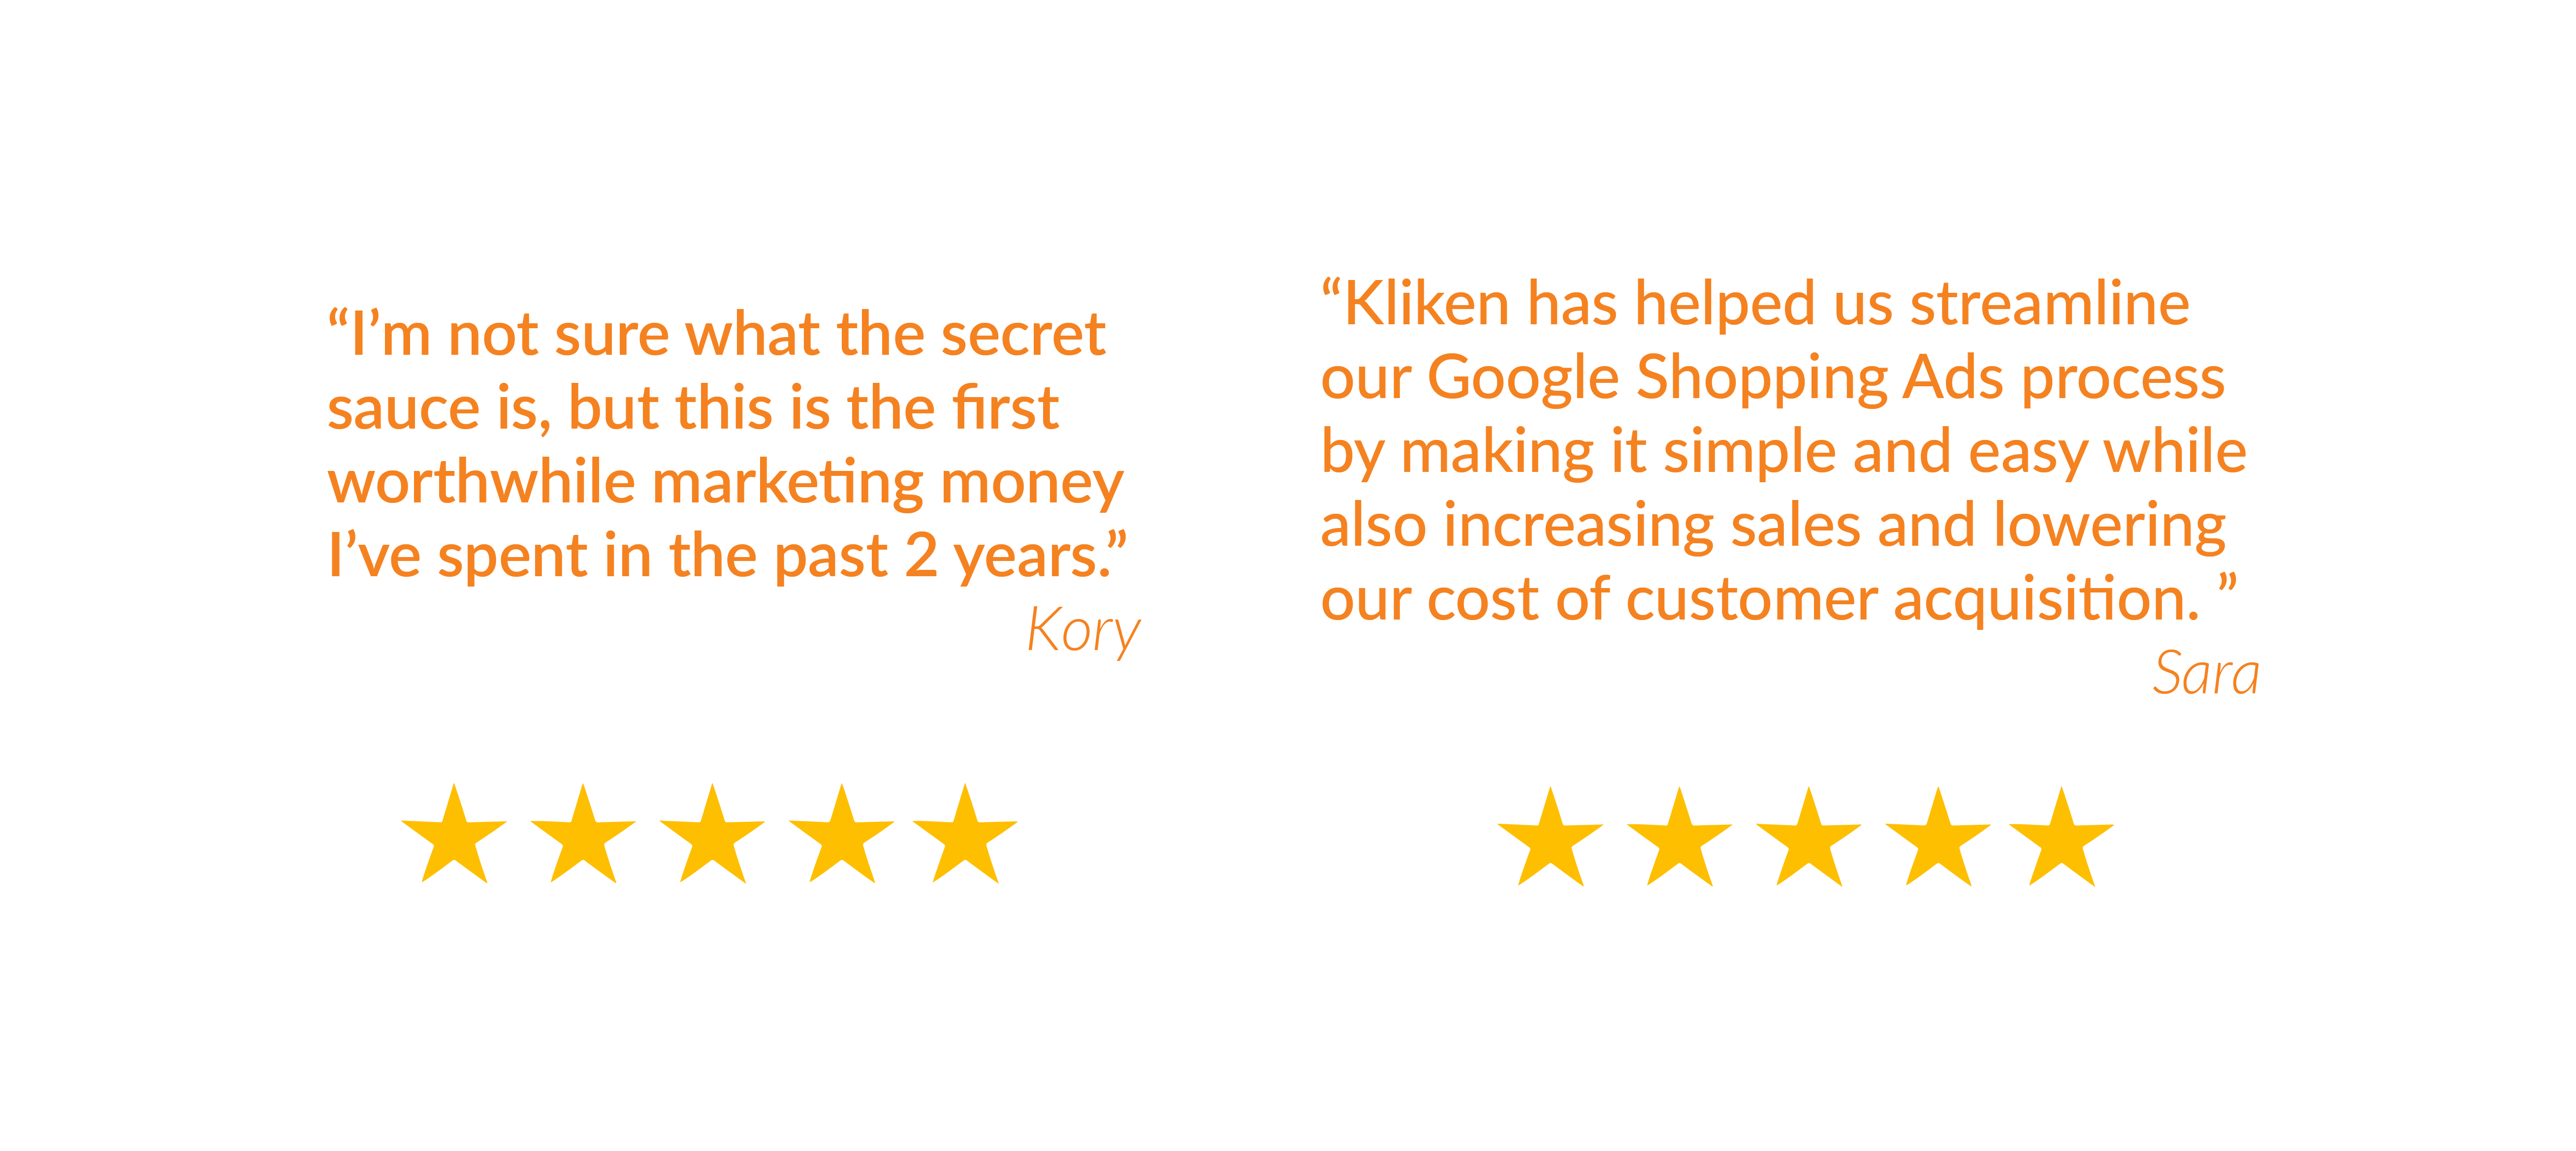 “I’m not sure what the secret
sauce is, but this is the first
worthwhile marketing money
I’ve spent in the past 2 years.”
Kory
“Kliken has helped us streamline
our Google Shopping Ads process
by making it simple and easy while
also increasing sales and lowering
our cost of customer acquisition. ”
Sara